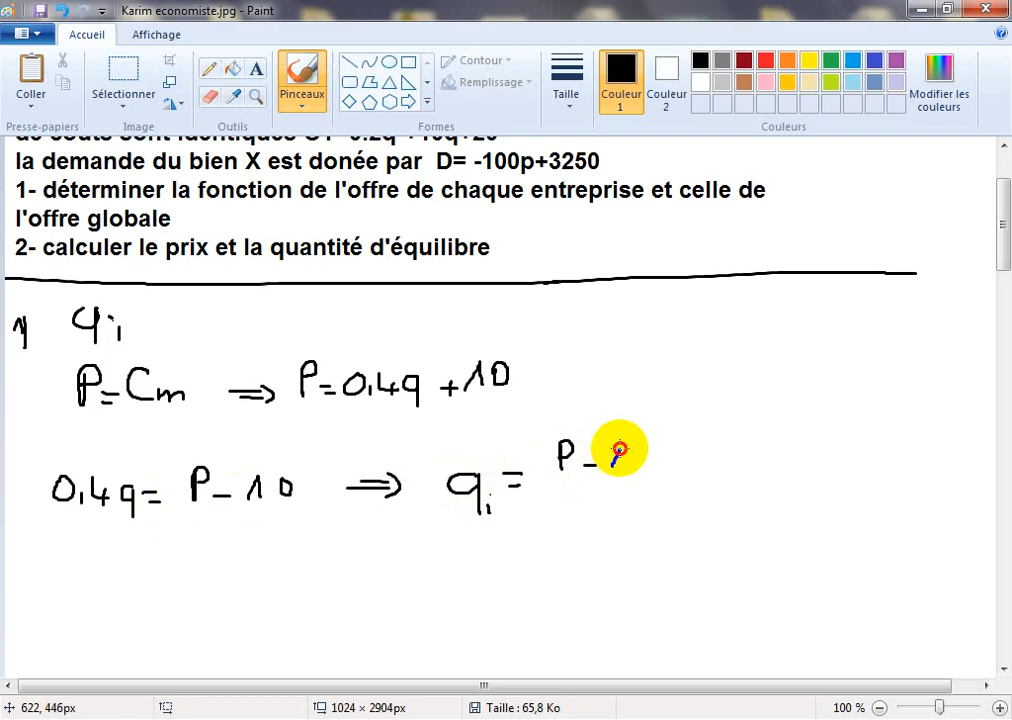 Karim economiste.jpg - Paint
Accueil Affichage
Coller Sélectionner Pinceaux Contour Remplissage Taille Couleur 1 Couleur 2 Modifier les couleurs
Presse-papiers Image Outils Formes Couleurs
la demande du bien X est donée par D= -100p+3250
1- déterminer la fonction de l'offre de chaque entreprise et celle de
l'offre globale
2- calculer le prix et la quantité d'équilibre
1) qi
P=Cm ⇒ P=0,4q +10
0,4q= P-10 ⇒ qi= P-
622, 446px 1024 × 2904px Taille : 65,8 Ko 100 %